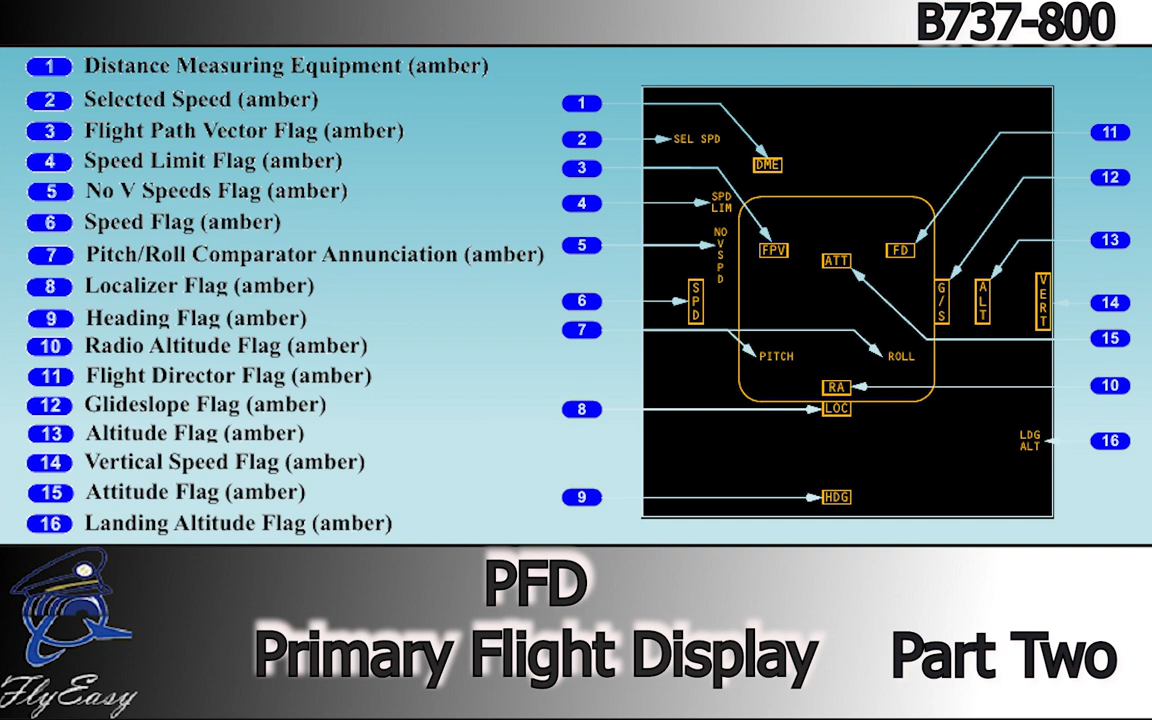 B737-800
1 Distance Measuring Equipment (amber)
2 Selected Speed (amber)
3 Flight Path Vector Flag (amber)
4 Speed Limit Flag (amber)
5 No V Speeds Flag (amber)
6 Speed Flag (amber)
7 Pitch/Roll Comparator Annunciation (amber)
8 Localizer Flag (amber)
9 Heading Flag (amber)
10 Radio Altitude Flag (amber)
11 Flight Director Flag (amber)
12 Glideslope Flag (amber)
13 Altitude Flag (amber)
14 Vertical Speed Flag (amber)
15 Attitude Flag (amber)
16 Landing Altitude Flag (amber)
1
2
3
4
5
6
7
8
9
SEL SPD
DME
SPD
LIM
NO
V
S
P
D
FPV
FD
ATT
SPD
G/S
ALT
VERT
PITCH
ROLL
RA
LOC
LDG
ALT
HDG
11
12
13
14
15
10
16
PFD
Primary Flight Display
Part Two
FlyEasy